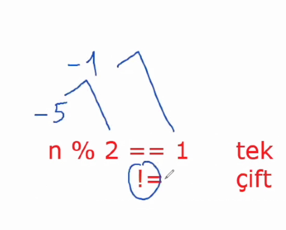 -1
-5
n % 2 == 1 tek
!= çift